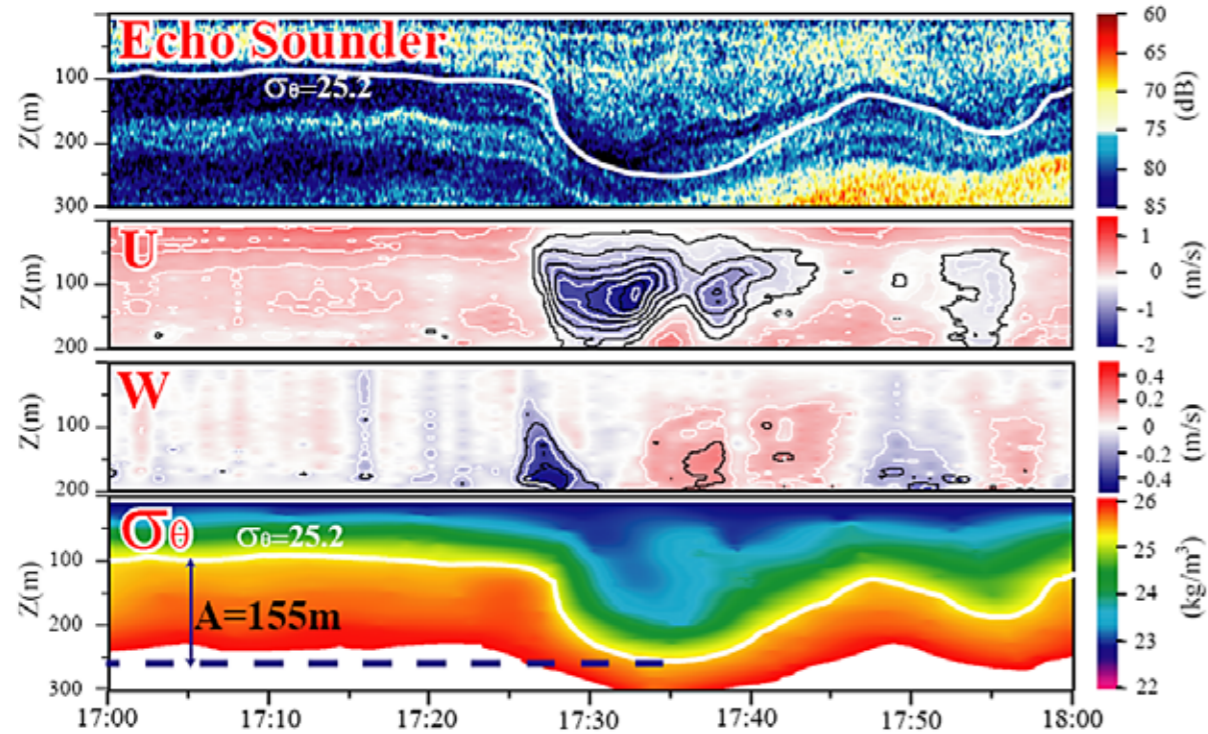 Echo Sounder
σθ=25.2
Z(m)
100
200
300
60
65
70
75
80
85
(dB)
U
Z(m)
100
200
1
0
-1
-2
(m/s)
W
Z(m)
100
200
0.4
0.2
0.0
-0.2
-0.4
(m/s)
σθ
σθ=25.2
A=155m
Z(m)
100
200
300
26
25
24
23
22
(kg/m³)
17:00 17:10 17:20 17:30 17:40 17:50 18:00